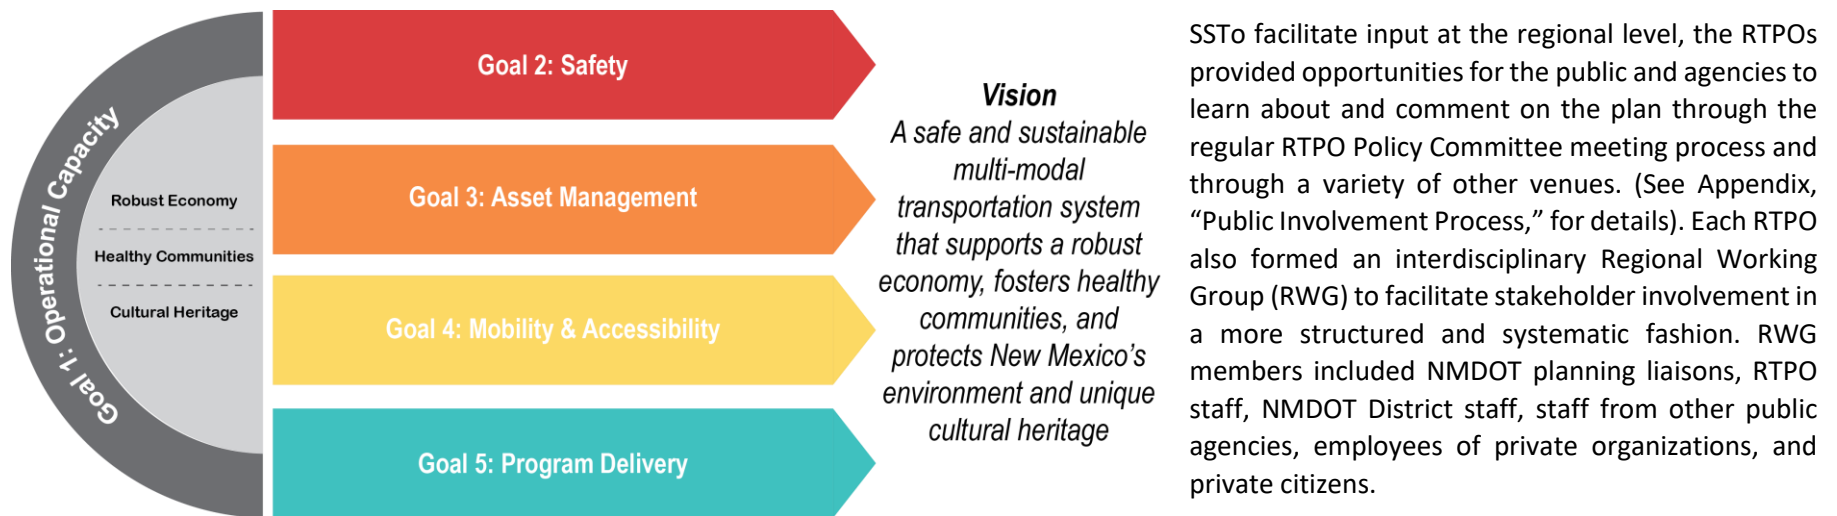 Goal 1: Operational Capacity
Robust Economy
Healthy Communities
Cultural Heritage
Goal 2: Safety
Goal 3: Asset Management
Goal 4: Mobility & Accessibility
Goal 5: Program Delivery
Vision
A safe and sustainable
multi-modal
transportation system
that supports a robust
economy, fosters healthy
communities, and
protects New Mexico’s
environment and unique
cultural heritage
SSTo facilitate input at the regional level, the RTPOs
provided opportunities for the public and agencies to
learn about and comment on the plan through the
regular RTPO Policy Committee meeting process and
through a variety of other venues. (See Appendix,
“Public Involvement Process,” for details). Each RTPO
also formed an interdisciplinary Regional Working
Group (RWG) to facilitate stakeholder involvement in
a more structured and systematic fashion. RWG
members included NMDOT planning liaisons, RTPO
staff, NMDOT District staff, staff from other public
agencies, employees of private organizations, and
private citizens.